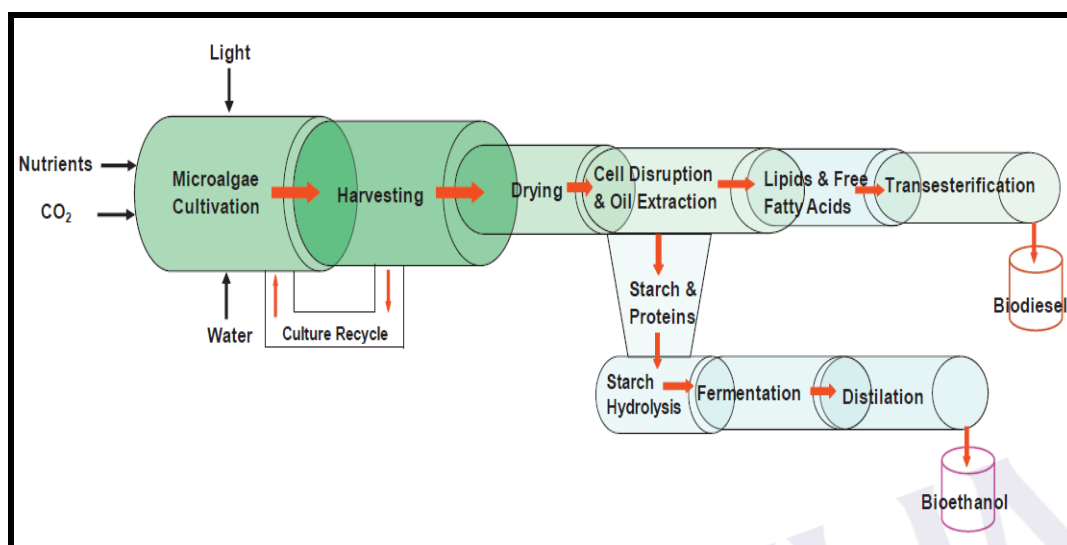 Light
Nutrients
CO₂
Microalgae
Cultivation
Harvesting
Drying
Cell Disruption
& Oil Extraction
Lipids & Free
Fatty Acids
Transesterification
Water
Culture Recycle
Starch &
Proteins
Biodiesel
Starch
Hydrolysis
Fermentation
Distilation
Bioethanol